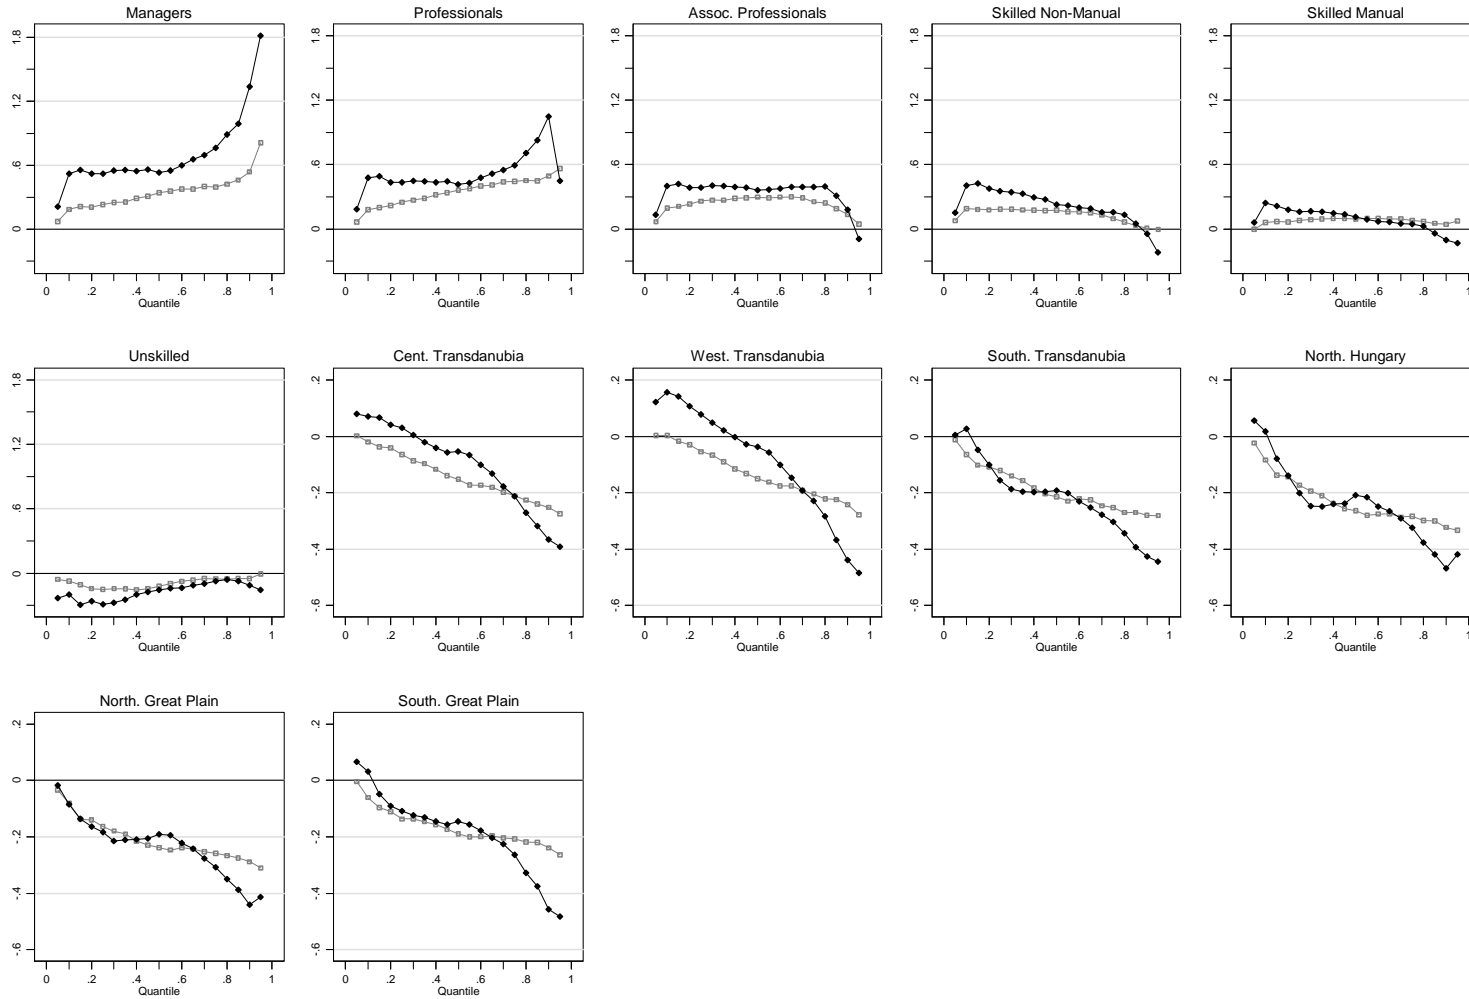 Managers
1.8
1.2
.6
0
0 .2 .4 .6 .8 1
Quantile
Professionals
1.8
1.2
.6
0
0 .2 .4 .6 .8 1
Quantile
Assoc. Professionals
1.8
1.2
.6
0
0 .2 .4 .6 .8 1
Quantile
Skilled Non-Manual
1.8
1.2
.6
0
0 .2 .4 .6 .8 1
Quantile
Skilled Manual
1.8
1.2
.6
0
0 .2 .4 .6 .8 1
Quantile
Unskilled
1.8
1.2
.6
0
0 .2 .4 .6 .8 1
Quantile
Cent. Transdanubia
.2
0
-.2
-.4
-.6
0 .2 .4 .6 .8 1
Quantile
West. Transdanubia
.2
0
-.2
-.4
-.6
0 .2 .4 .6 .8 1
Quantile
South. Transdanubia
.2
0
-.2
-.4
-.6
0 .2 .4 .6 .8 1
Quantile
North. Hungary
.2
0
-.2
-.4
-.6
0 .2 .4 .6 .8 1
Quantile
North. Great Plain
.2
0
-.2
-.4
-.6
0 .2 .4 .6 .8 1
Quantile
South. Great Plain
.2
0
-.2
-.4
-.6
0 .2 .4 .6 .8 1
Quantile